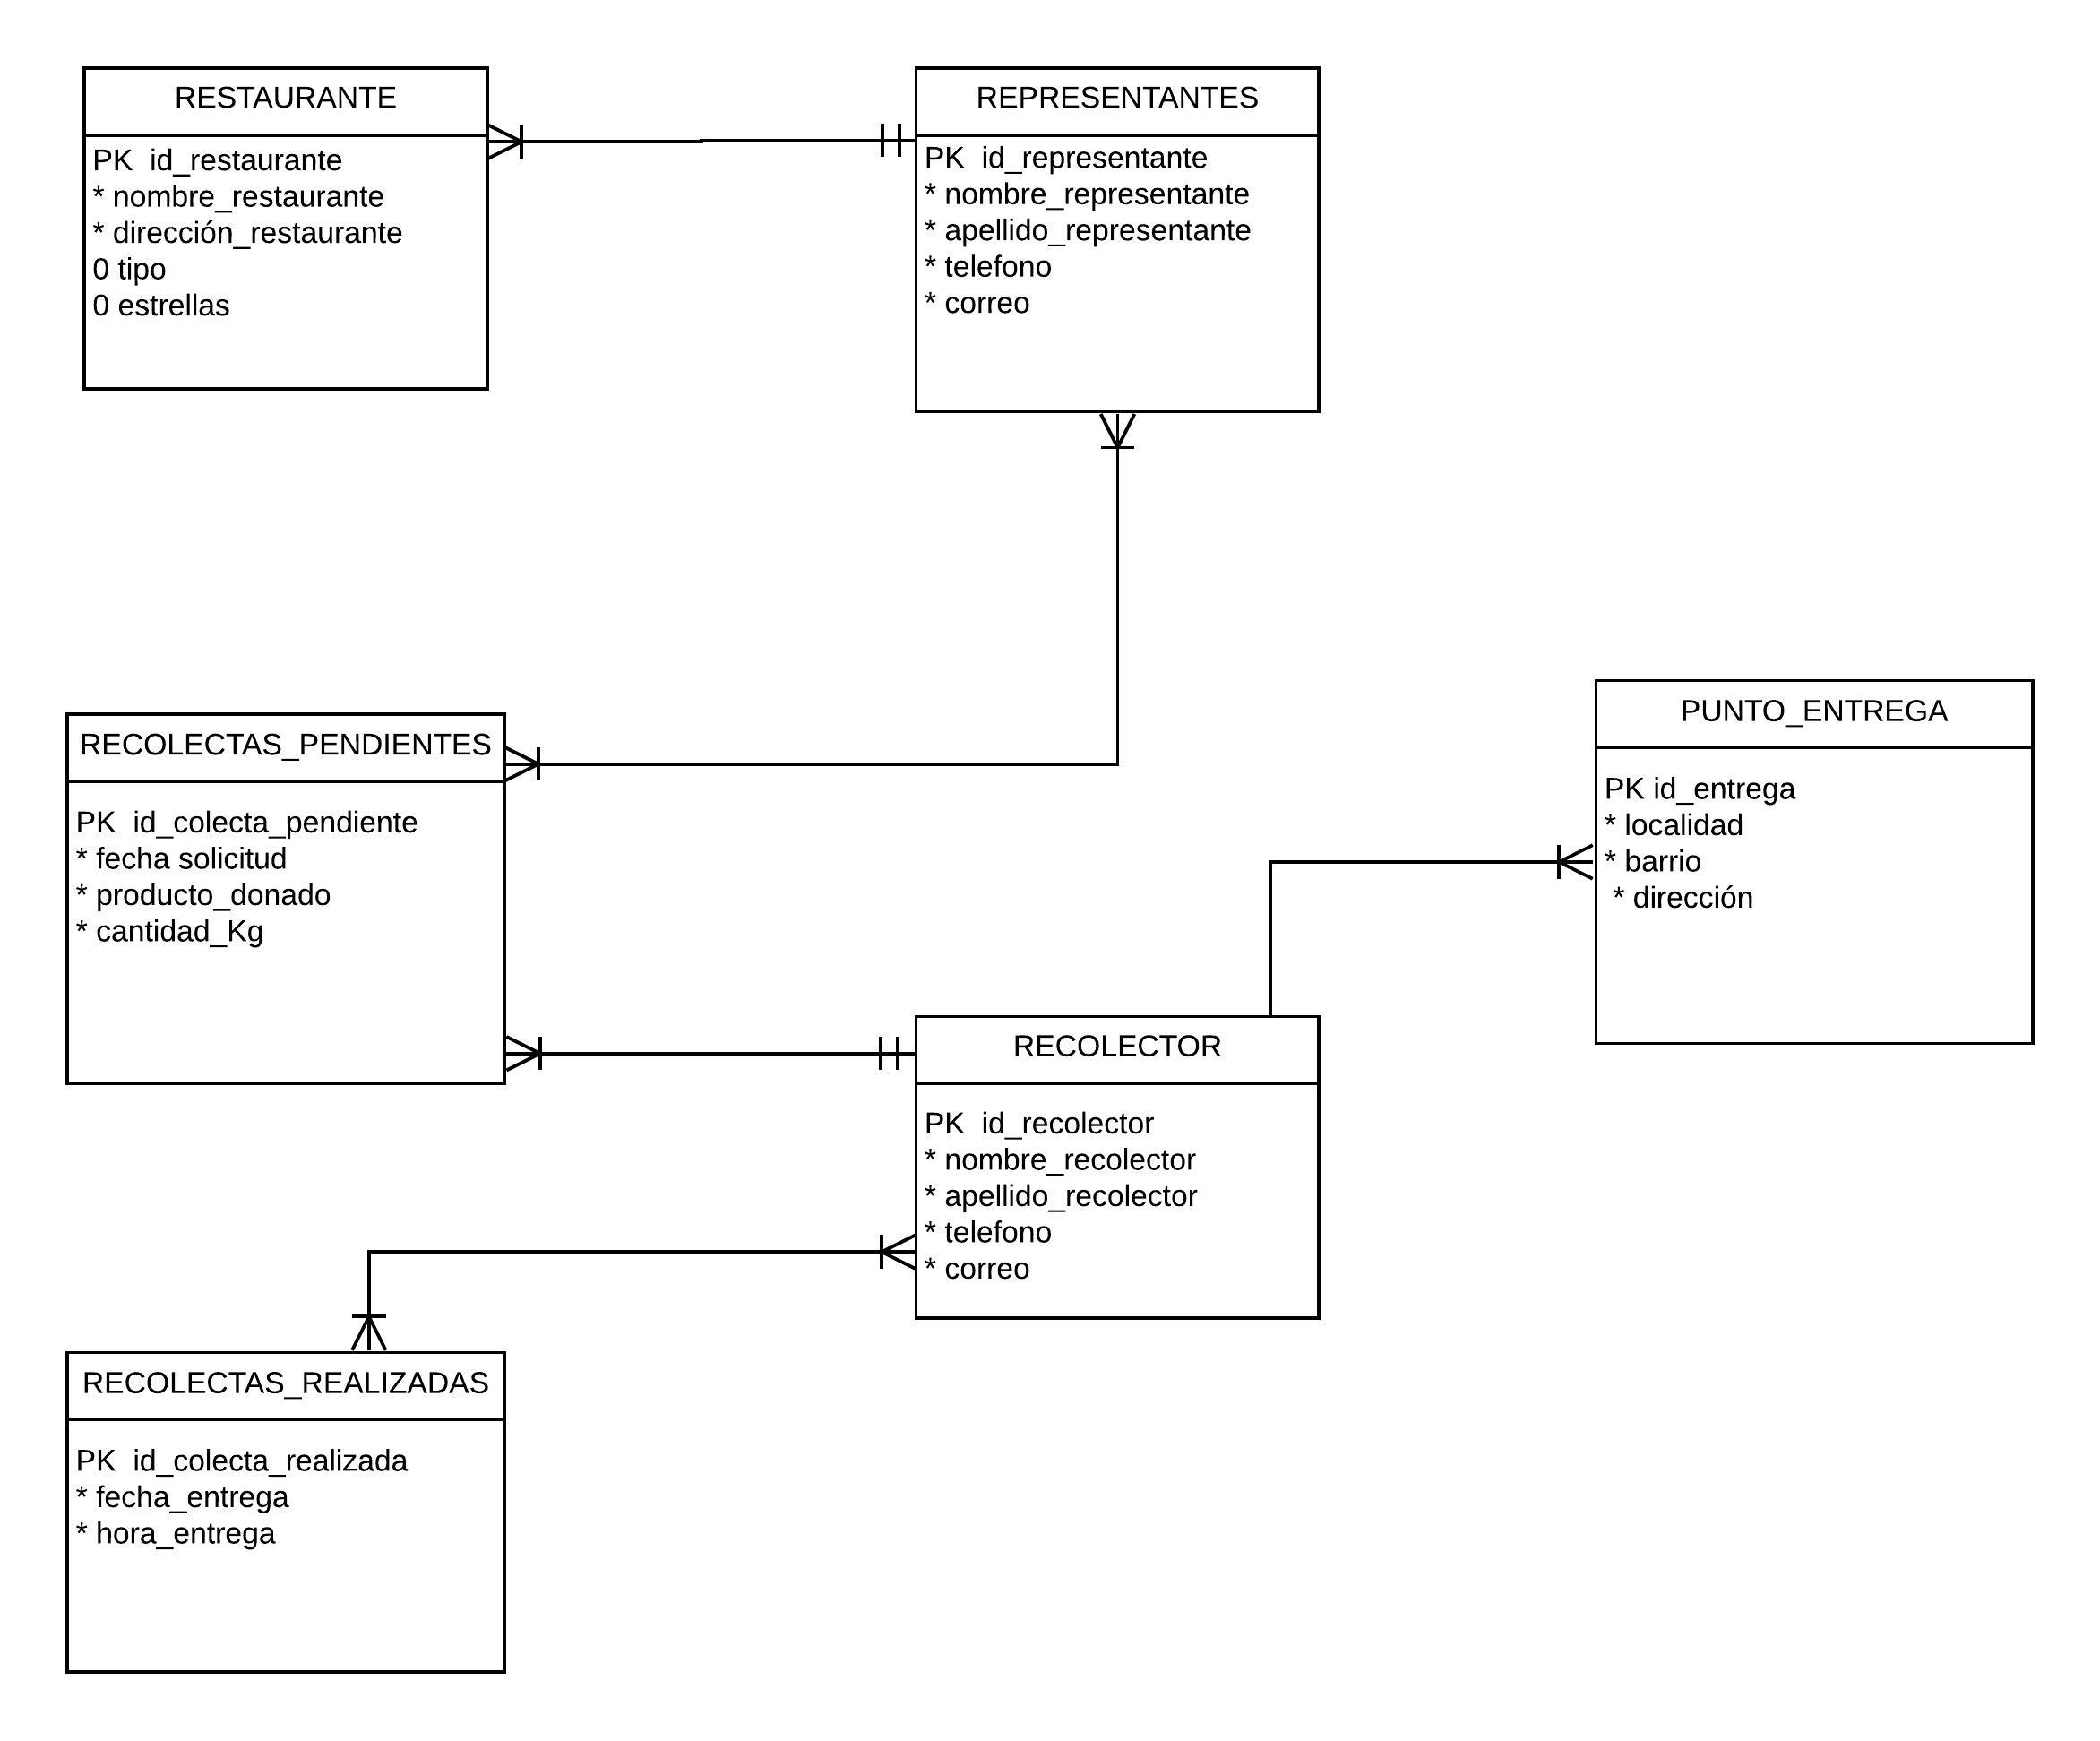 RESTAURANTE
PK  id_restaurante
* nombre_restaurante
* dirección_restaurante
0 tipo
0 estrellas
REPRESENTANTES
PK  id_representante
* nombre_representante
* apellido_representante
* telefono
* correo
RECOLECTAS_PENDIENTES
PK  id_colecta_pendiente
* fecha solicitud
* producto_donado
* cantidad_Kg
PUNTO_ENTREGA
PK id_entrega
* localidad
* barrio
* dirección
RECOLECTOR
PK  id_recolector
* nombre_recolector
* apellido_recolector
* telefono
* correo
RECOLECTAS_REALIZADAS
PK  id_colecta_realizada
* fecha_entrega
* hora_entrega